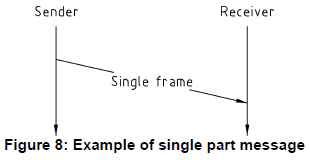 Sender Receiver
Single frame
Figure 8: Example of single part message